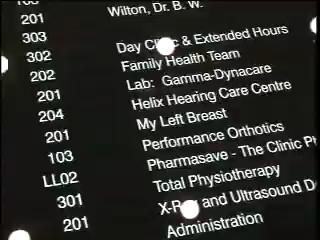 201 Wilton, Dr. B. W.
303
302 Day Clinic & Extended Hours
202 Family Health Team
201 Lab: Gamma-Dynacare
204 Helix Hearing Care Centre
201 My Left Breast
103 Performance Orthotics
LL02 Pharmasave - The Clinic
301 Total Physiotherapy
201 X-Ray and Ultrasound
Administration